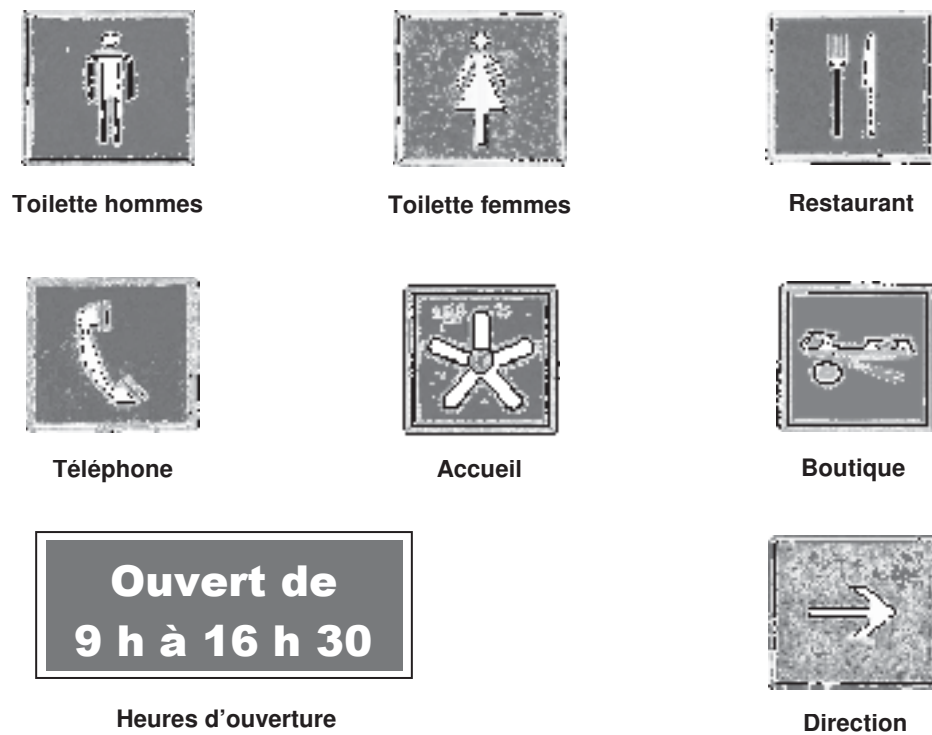 Toilette hommes
Toilette femmes
Restaurant
Téléphone
Accueil
Boutique
Ouvert de
9 h à 16 h 30
Heures d’ouverture
Direction